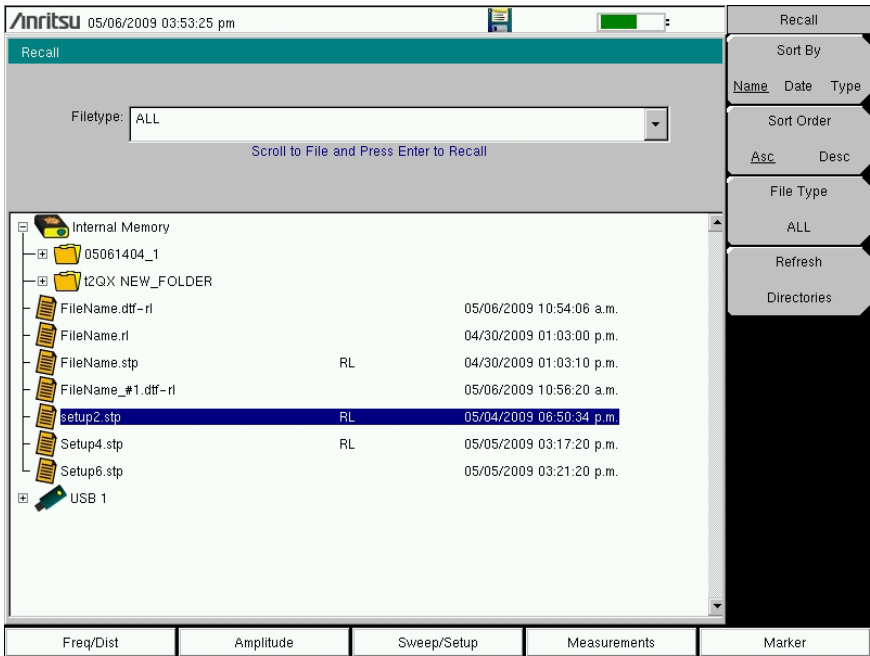 Anritsu 05/06/2009 03:53:25 pm
Recall
Filetype: ALL
Scroll to File and Press Enter to Recall
Internal Memory
05061404_1
t2QX NEW_FOLDER
FileName.dtf-rl 05/06/2009 10:54:06 a.m.
FileName.rl 04/30/2009 01:03:00 p.m.
FileName.stp RL 04/30/2009 01:03:10 p.m.
FileName_#1.dtf-rl 05/06/2009 10:56:20 a.m.
setup2.stp RL 05/04/2009 06:50:34 p.m.
Setup4.stp RL 05/05/2009 03:17:20 p.m.
Setup6.stp 05/05/2009 03:21:20 p.m.
USB 1
Recall
Sort By
Name Date Type
Sort Order
Asc Desc
File Type
ALL
Refresh
Directories
Freq/Dist Amplitude Sweep/Setup Measurements Marker